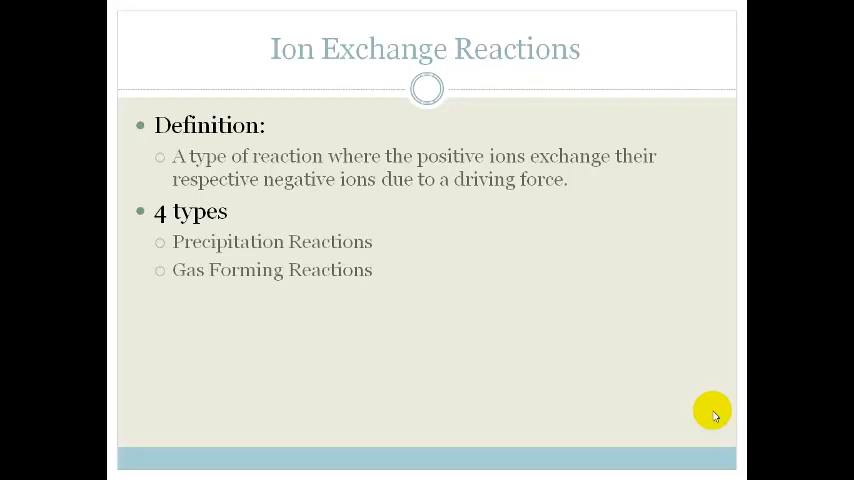 Ion Exchange Reactions
Definition:
A type of reaction where the positive ions exchange their
respective negative ions due to a driving force.
4 types
Precipitation Reactions
Gas Forming Reactions